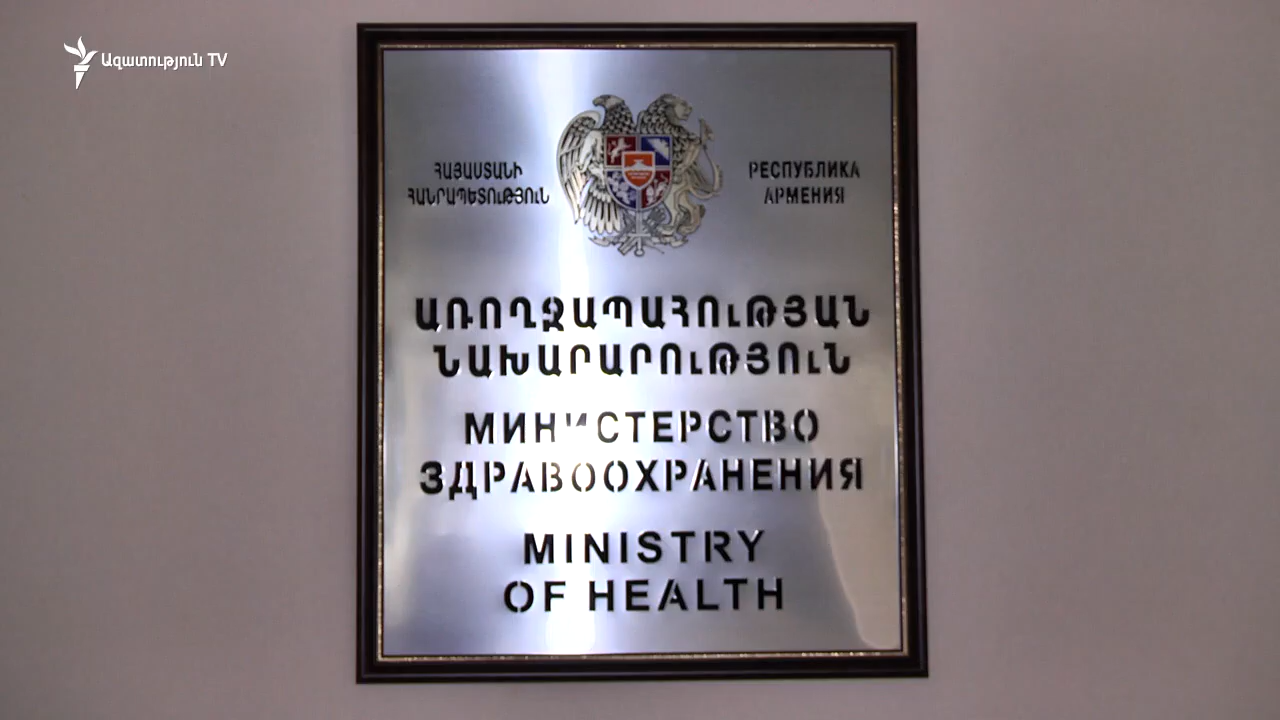 Ազատություն TV
ՀԱՅԱՍՏԱՆԻ
ՀԱՆՐԱՊԵՏՈՒԹՅՈՒՆ
РЕСПУБЛИКА
АРМЕНИЯ
ԱՌՈՂՋԱՊԱՀՈՒԹՅԱՆ
ՆԱԽԱՐԱՐՈՒԹՅՈՒՆ
МИНИСТЕРСТВО
ЗДРАВООХРАНЕНИЯ
MINISTRY
OF HEALTH